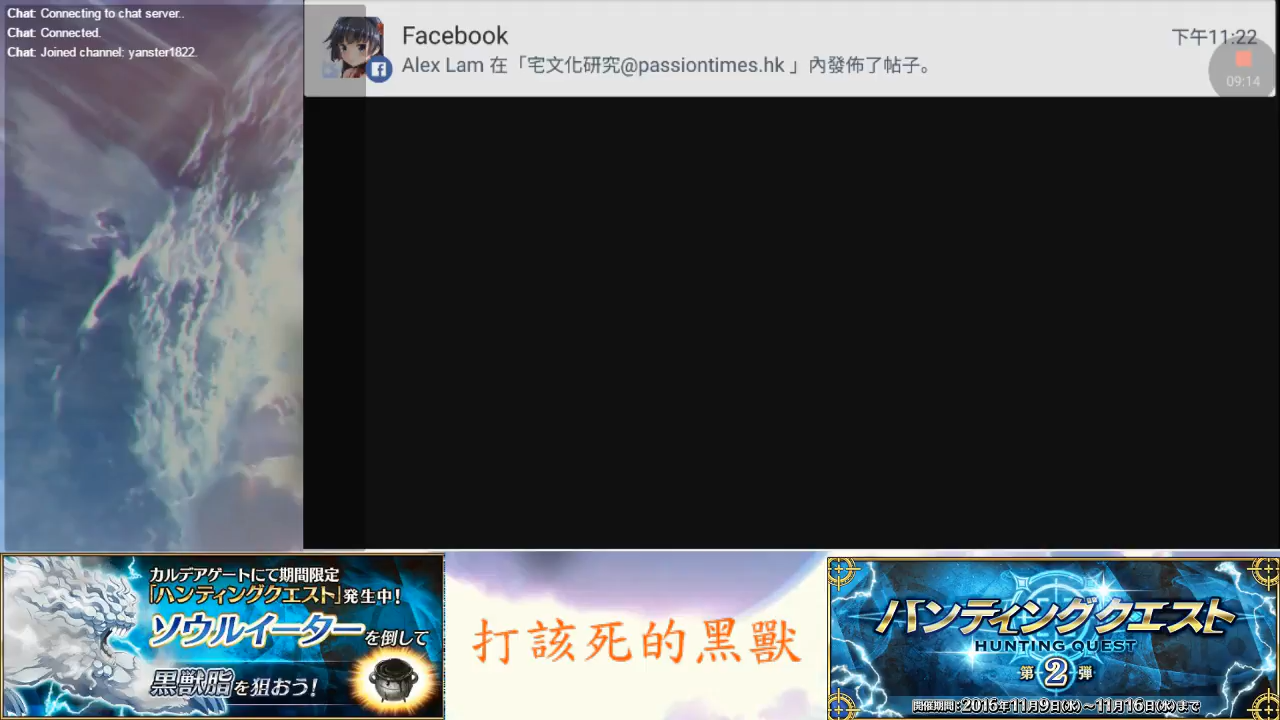 Chat: Connecting to chat server..
Chat: Connected.
Chat: Joined channel: yanster1822.
Facebook
下午11:22
Alex Lam 在「宅文化研究@passiontimes.hk 」內發佈了帖子。
09:14
カルデアゲートにて期間限定
「ハンティングクエスト」発生中!
ソウルイーターを倒して
黒獣脂を狙おう!
打該死的黑獸
ハンティングクエスト
HUNTING QUEST
第2弾
開催期間:2016年11月9日(水)~11月16日(水)まで